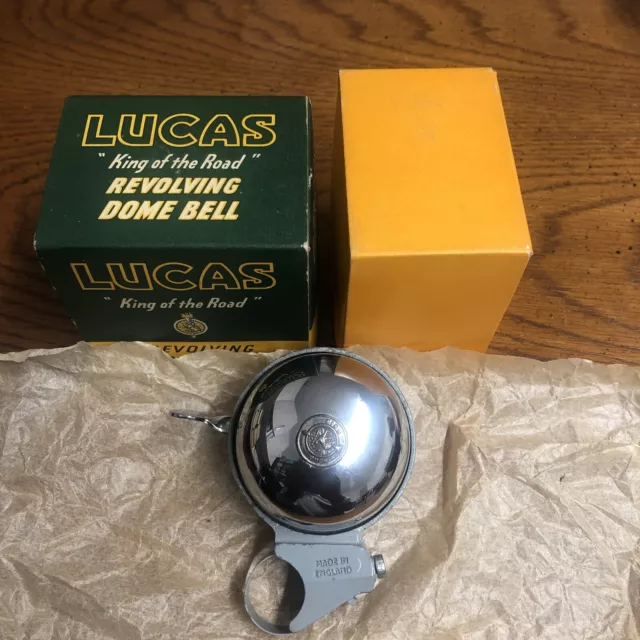 LUCAS
"King of the Road"
REVOLVING
DOME BELL
LUCAS
"King of the Road"
REVOLVING
MADE IN
ENGLAND